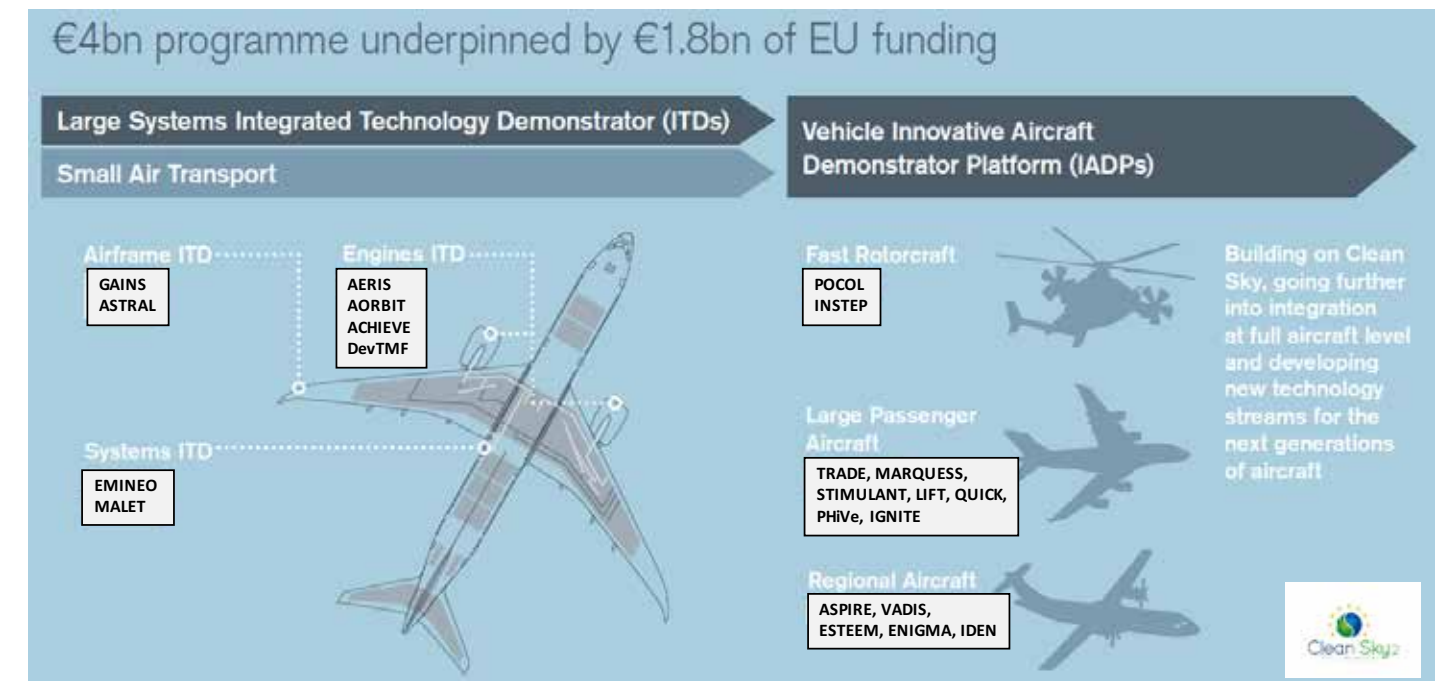 €4bn programme underpinned by €1.8bn of EU funding
Large Systems Integrated Technology Demonstrator (ITDs)
Small Air Transport
Vehicle Innovative Aircraft
Demonstrator Platform (IADPs)
Airframe ITD
GAINS
ASTRAL
Engines ITD
AERIS
AORBIT
ACHIEVE
DevTMF
Systems ITD
EMINEO
MALET
Fast Rotorcraft
POCOL
INSTEP
Large Passenger
Aircraft
TRADE, MARQUESS,
STIMULANT, LIFT, QUICK,
PHiVe, IGNITE
Regional Aircraft
ASPIRE, VADIS,
ESTEEM, ENIGMA, IDEN
Building on Clean
Sky, going further
into integration
at full aircraft level
and developing
new technology
streams for the
next generations
of aircraft
Clean Sky2